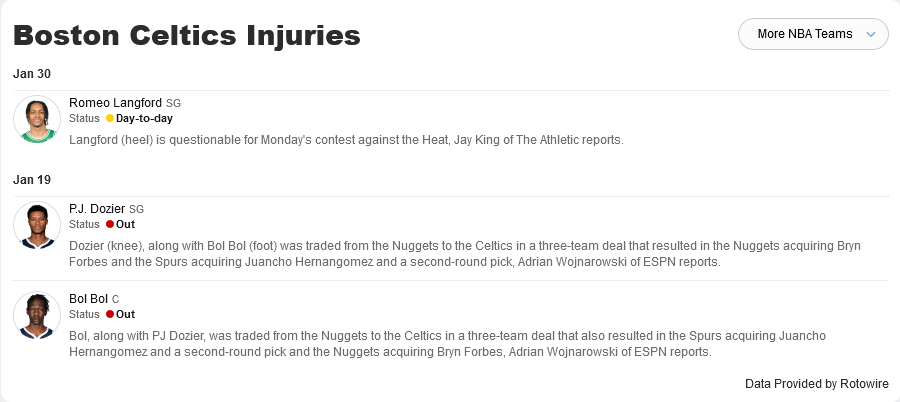 Boston Celtics Injuries
More NBA Teams
Jan 30
Romeo Langford SG
Status Day-to-day
Langford (heel) is questionable for Monday's contest against the Heat, Jay King of The Athletic reports.
Jan 19
P.J. Dozier SG
Status Out
Dozier (knee), along with Bol Bol (foot) was traded from the Nuggets to the Celtics in a three-team deal that resulted in the Nuggets acquiring Bryn
Forbes and the Spurs acquiring Juancho Hernangomez and a second-round pick, Adrian Wojnarowski of ESPN reports.
Bol Bol C
Status Out
Bol, along with PJ Dozier, was traded from the Nuggets to the Celtics in a three-team deal that also resulted in the Spurs acquiring Juancho
Hernangomez and a second-round pick and the Nuggets acquiring Bryn Forbes, Adrian Wojnarowski of ESPN reports.
Data Provided by Rotowire